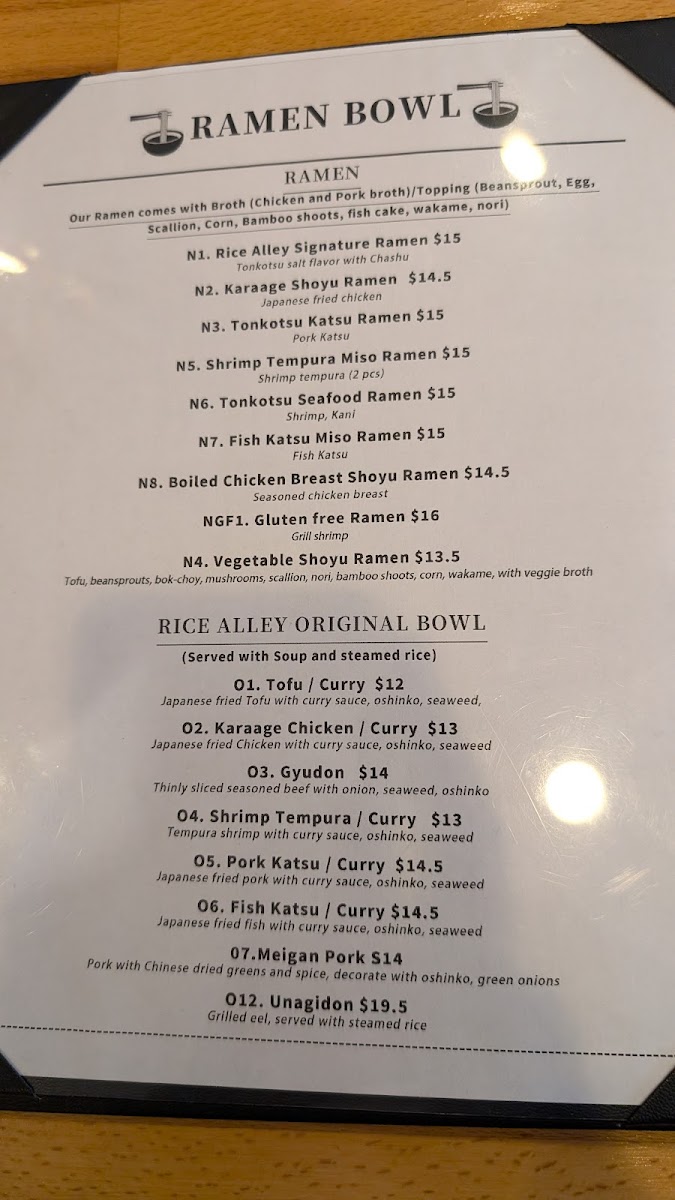 RAMEN BOWL
RAMEN
Our Ramen comes with Broth (Chicken and Pork broth)/Topping (Beansprout, Egg,
Scallion, Corn, Bamboo shoots, fish cake, wakame, nori)
N1. Rice Alley Signature Ramen $15
Tonkotsu salt flavor with Chashu
N2. Karaage Shoyu Ramen $14.5
Japanese fried chicken
N3. Tonkotsu Katsu Ramen $15
Pork Katsu
N5. Shrimp Tempura Miso Ramen $15
Shrimp tempura (2 pcs)
N6. Tonkotsu Seafood Ramen $15
Shrimp, Kani
N7. Fish Katsu Miso Ramen $15
Fish Katsu
N8. Boiled Chicken Breast Shoyu Ramen $14.5
Seasoned chicken breast
NGF1. Gluten free Ramen $16
Grill shrimp
N4. Vegetable Shoyu Ramen $13.5
Tofu, beansprouts, bok-choy, mushrooms, scallion, nori, bamboo shoots, corn, wakame, with veggie broth
RICE ALLEY ORIGINAL BOWL
(Served with Soup and steamed rice)
O1. Tofu / Curry $12
Japanese fried Tofu with curry sauce, oshinko, seaweed,
O2. Karaage Chicken / Curry $13
Japanese fried Chicken with curry sauce, oshinko, seaweed
O3. Gyudon $14
Thinly sliced seasoned beef with onion, seaweed, oshinko
O4. Shrimp Tempura / Curry $13
Tempura shrimp with curry sauce, oshinko, seaweed
O5. Pork Katsu / Curry $14.5
Japanese fried pork with curry sauce, oshinko, seaweed
O6. Fish Katsu / Curry $14.5
Japanese fried fish with curry sauce, oshinko, seaweed
07.Meigan Pork S14
Pork with Chinese dried greens and spice, decorate with oshinko, green onions
O12. Unagidon $19.5
Grilled eel, served with steamed rice